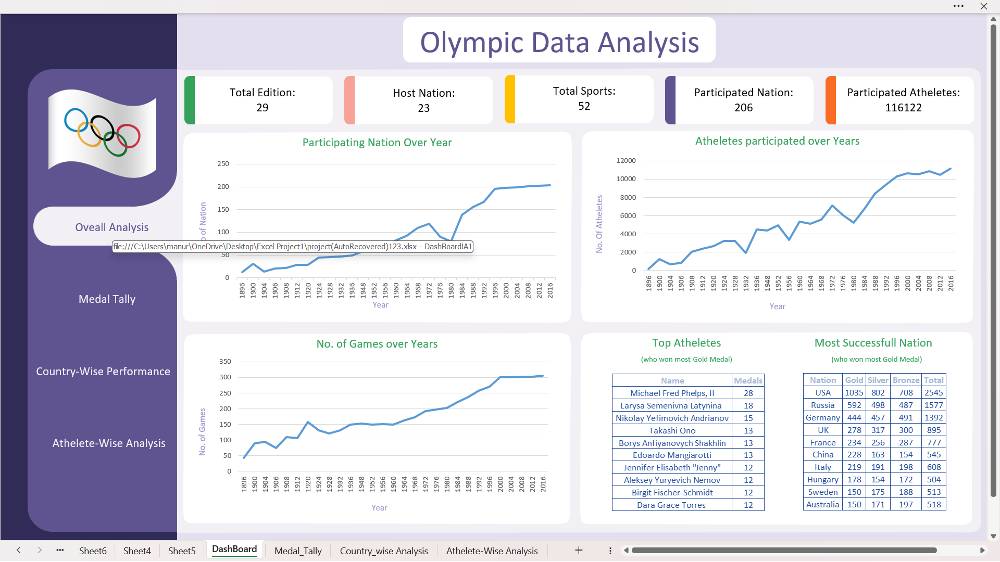 Olympic Data Analysis
Total Edition:
29
Host Nation:
23
Total Sports:
52
Participated Nation:
206
Participated Atheletes:
116122
Oveall Analysis
file:///C:\Users\manur\OneDrive\Desktop\Excel Project1\project(AutoRecovered)123.xlsx - DashBoard!A1
Medal Tally
Country-Wise Performance
Athelete-Wise Analysis
Participating Nation Over Year
250
200
150
100
50
0
of Nation
1896 1900 1904 1906 1908 1912 1920 1924 1928 1932 1936 1948 1952 1956 1960 1964 1968 1972 1976 1980 1984 1988 1992 1996 2000 2004 2008 2012 2016
Year
Atheletes participated over Years
12000
10000
8000
6000
4000
2000
0
No. Of Atheletes
1896 1900 1904 1906 1908 1912 1920 1924 1928 1932 1936 1948 1952 1956 1960 1964 1968 1972 1976 1980 1984 1988 1992 1996 2000 2004 2008 2012 2016
Year
No. of Games over Years
350
300
250
200
150
100
50
0
No. of Games
1896 1900 1904 1906 1908 1912 1920 1924 1928 1932 1936 1948 1952 1956 1960 1964 1968 1972 1976 1980 1984 1988 1992 1996 2000 2004 2008 2012 2016
Year
Top Atheletes
(who won most Gold Medal)
Name Medals
Michael Fred Phelps, II 28
Larysa Semenivna Latynina 18
Nikolay Yefimovich Andrianov 15
Takashi Ono 13
Borys Anfiyanovych Shakhlin 13
Edoardo Mangiarotti 13
Jennifer Elisabeth "Jenny" 12
Aleksey Yuryevich Nemov 12
Birgit Fischer-Schmidt 12
Dara Grace Torres 12
Most Successfull Nation
(who won most Gold Medal)
Nation Gold Silver Bronze Total
USA 1035 802 708 2545
Russia 592 498 487 1577
Germany 444 457 491 1392
UK 278 317 300 895
France 234 256 287 777
China 228 163 154 545
Italy 219 191 198 608
Hungary 178 154 172 504
Sweden 150 175 188 513
Australia 150 171 197 518
Sheet6 Sheet4 Sheet5 DashBoard Medal_Tally Country_wise Analysis Athelete-Wise Analysis